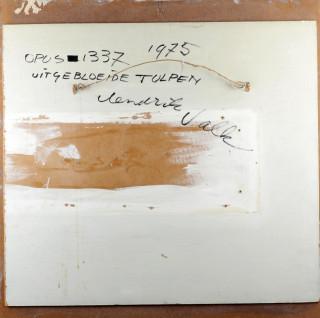 OPUS 1337 1975
UITGEBLOEIDE TULPEN
Hendrik Valk